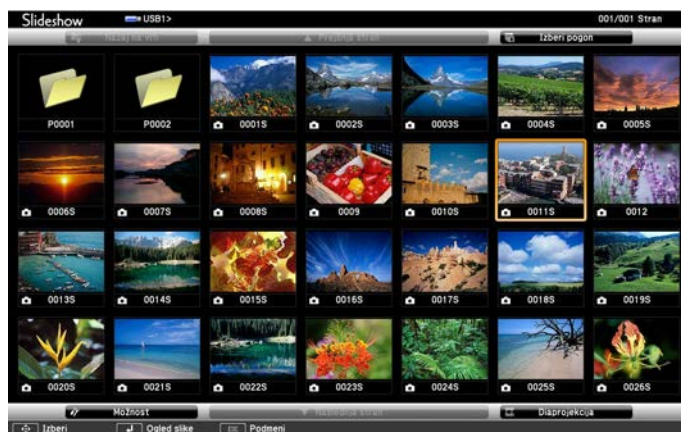 Slideshow USB1> 001/001 Stran
Nazaj na vrh Prejšnja stran Izberi pogon
P0001 P0002 0001S 0002S 0003S 0004S 0005S
0006S 0007S 0008S 0009 0010S 0011S 0012
0013S 0014S 0015S 0016S 0017S 0018S 0019S
0020S 0021S 0022S 0023S 0024S 0025S 0026S
Možnost Naslednja stran Diaprojekcija
Izberi Ogled slike Podmeni